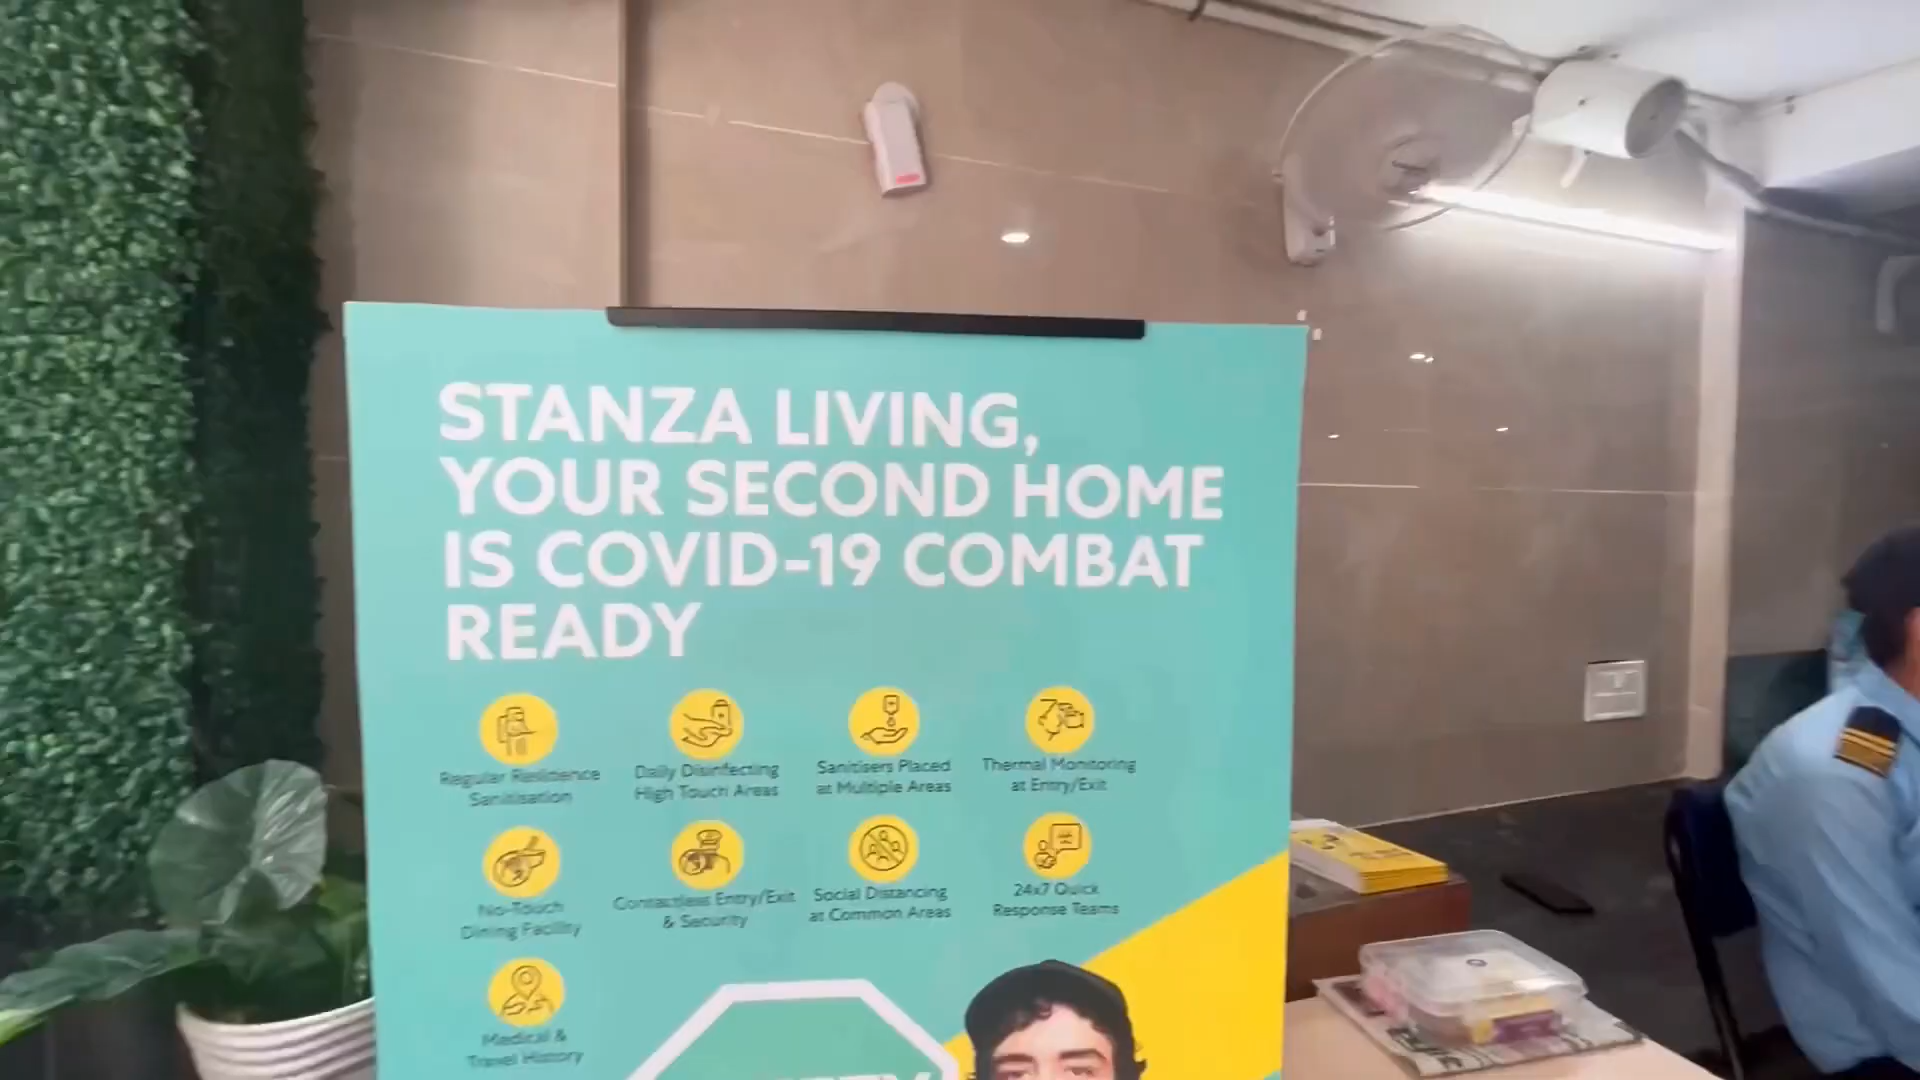 STANZA LIVING,
YOUR SECOND HOME
IS COVID-19 COMBAT
READY
Regular Residence
Sanitisation
Daily Disinfecting
High Touch Areas
Sanitisers Placed
at Multiple Areas
Thermal Monitoring
at Entry/Exit
No-Touch
Dining Facility
Contactless Entry/Exit
& Security
Social Distancing
at Common Areas
24x7 Quick
Response Teams
Medical &
Travel History